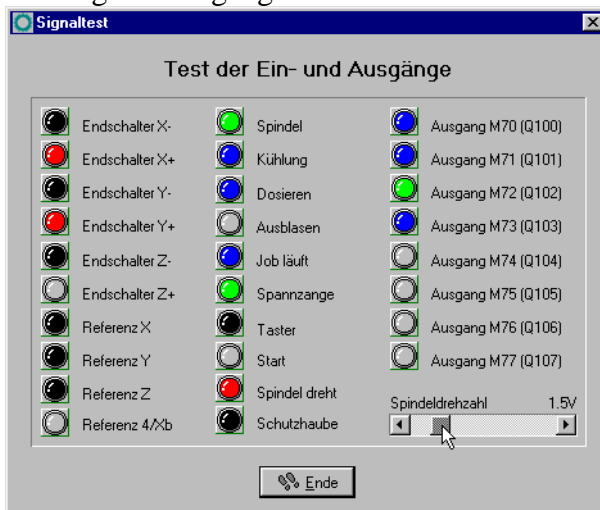 Signaltest
Test der Ein- und Ausgänge
Endschalter X-
Endschalter X+
Endschalter Y-
Endschalter Y+
Endschalter Z-
Endschalter Z+
Referenz X
Referenz Y
Referenz Z
Referenz 4/Xb
Spindel
Kühlung
Dosieren
Ausblasen
Job läuft
Spannzange
Taster
Start
Spindel dreht
Schutzhaube
Ausgang M70 (Q100)
Ausgang M71 (Q101)
Ausgang M72 (Q102)
Ausgang M73 (Q103)
Ausgang M74 (Q104)
Ausgang M75 (Q105)
Ausgang M76 (Q106)
Ausgang M77 (Q107)
Spindeldrehzahl 1.5V
Ende